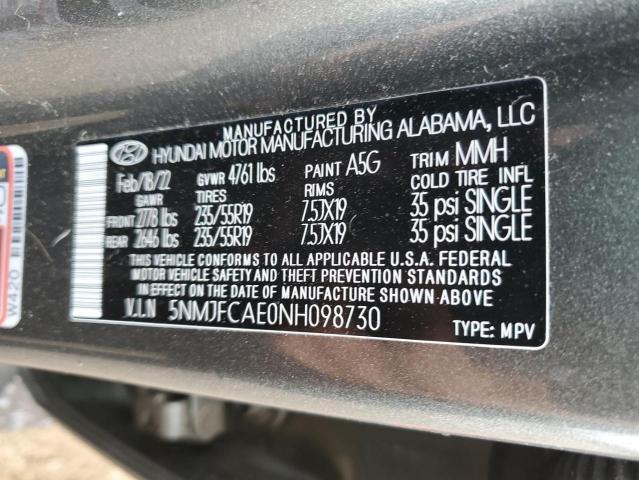 MANUFACTURED BY
HYUNDAI MOTOR MANUFACTURING ALABAMA, LLC
Feb/18/22 GVWR 4761 lbs PAINT A5G TRIM MMH
GAWR TIRES RIMS COLD TIRE INFL
FRONT 2778 lbs 235/55R19 7.5JX19 35 psi SINGLE
REAR 2646 lbs 235/55R19 7.5JX19 35 psi SINGLE
THIS VEHICLE CONFORMS TO ALL APPLICABLE U.S.A. FEDERAL
MOTOR VEHICLE SAFETY AND THEFT PREVENTION STANDARDS
IN EFFECT ON THE DATE OF MANUFACTURE SHOWN ABOVE
V.I.N 5NMJFCAE0NH098730
TYPE: MPV
W420